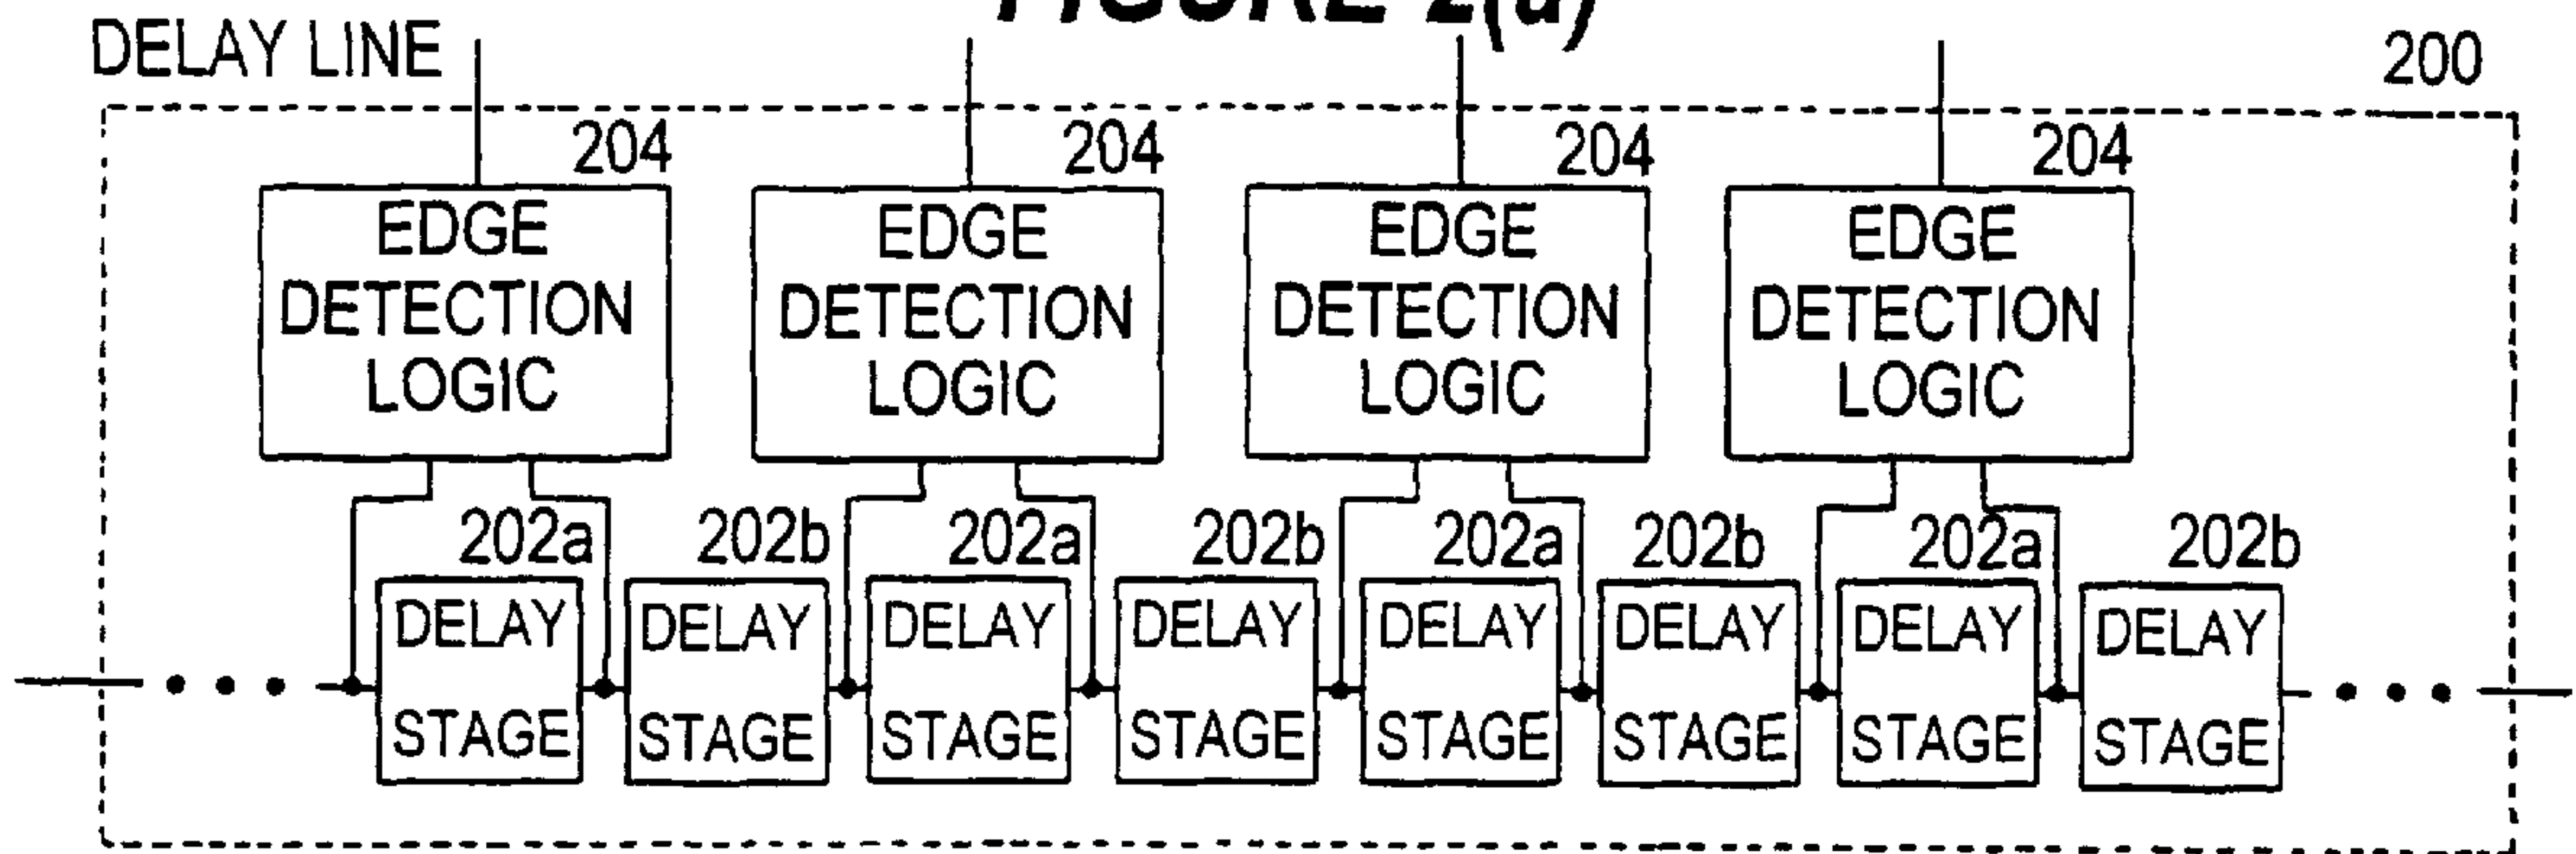 FIGURE 2(a)
DELAY LINE
200
204 204 204 204
EDGE EDGE EDGE EDGE
DETECTION DETECTION DETECTION DETECTION
LOGIC LOGIC LOGIC LOGIC
202a 202b 202a 202b 202a 202b 202a 202b
DELAY DELAY DELAY DELAY DELAY DELAY DELAY DELAY
STAGE STAGE STAGE STAGE STAGE STAGE STAGE STAGE